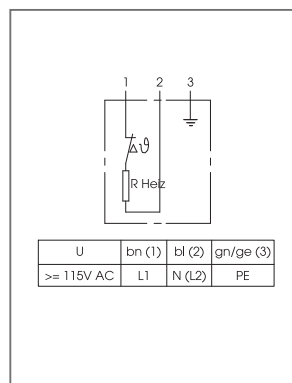 1 2 3
Δϑ
R Heiz
U bn (1) bl (2) gn/ge (3)
>= 115V AC L1 N (L2) PE